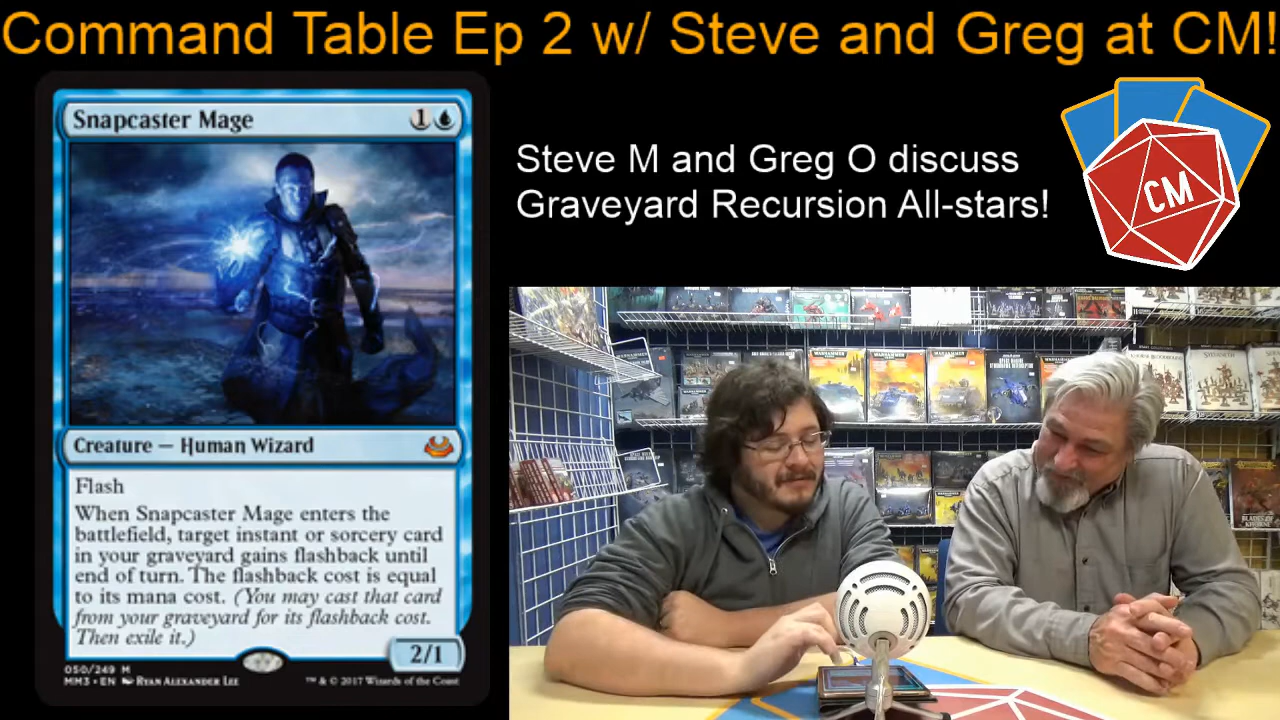 Command Table Ep 2 w/ Steve and Greg at CM!
Snapcaster Mage
1
Steve M and Greg O discuss
Graveyard Recursion All-stars!
CM
Creature — Human Wizard
Flash
When Snapcaster Mage enters the
battlefield, target instant or sorcery card
in your graveyard gains flashback until
end of turn. The flashback cost is equal
to its mana cost. (You may cast that card
from your graveyard for its flashback cost.
Then exile it.)
2/1
050/249 M
MM3 • EN Ryan Alexander Lee
™ & © 2017 Wizards of the Coast
WARHAMMER
WARHAMMER
WARHAMMER